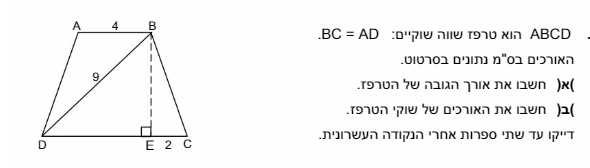 . ABCD הוא טרפז שווה שוקיים: BC = AD.
האורכים בס"מ נתונים בסרטוט.
)א( חשבו את אורך הגובה של הטרפז.
)ב( חשבו את האורכים של שוקי הטרפז.
דייקו עד שתי ספרות אחרי הנקודה העשרונית.
A 4 B
9
D E 2 C